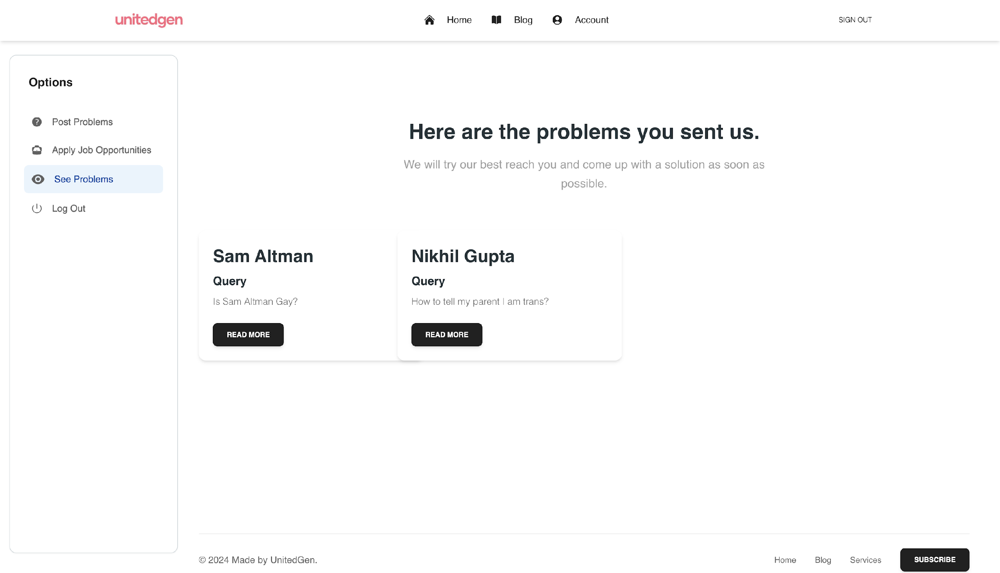 unitedgen
Home Blog Account
SIGN OUT
Options
Post Problems
Apply Job Opportunities
See Problems
Log Out
Here are the problems you sent us.
We will try our best reach you and come up with a solution as soon as
possible.
Sam Altman
Query
Is Sam Altman Gay?
READ MORE
Nikhil Gupta
Query
How to tell my parent I am trans?
READ MORE
© 2024 Made by UnitedGen.
Home Blog Services SUBSCRIBE